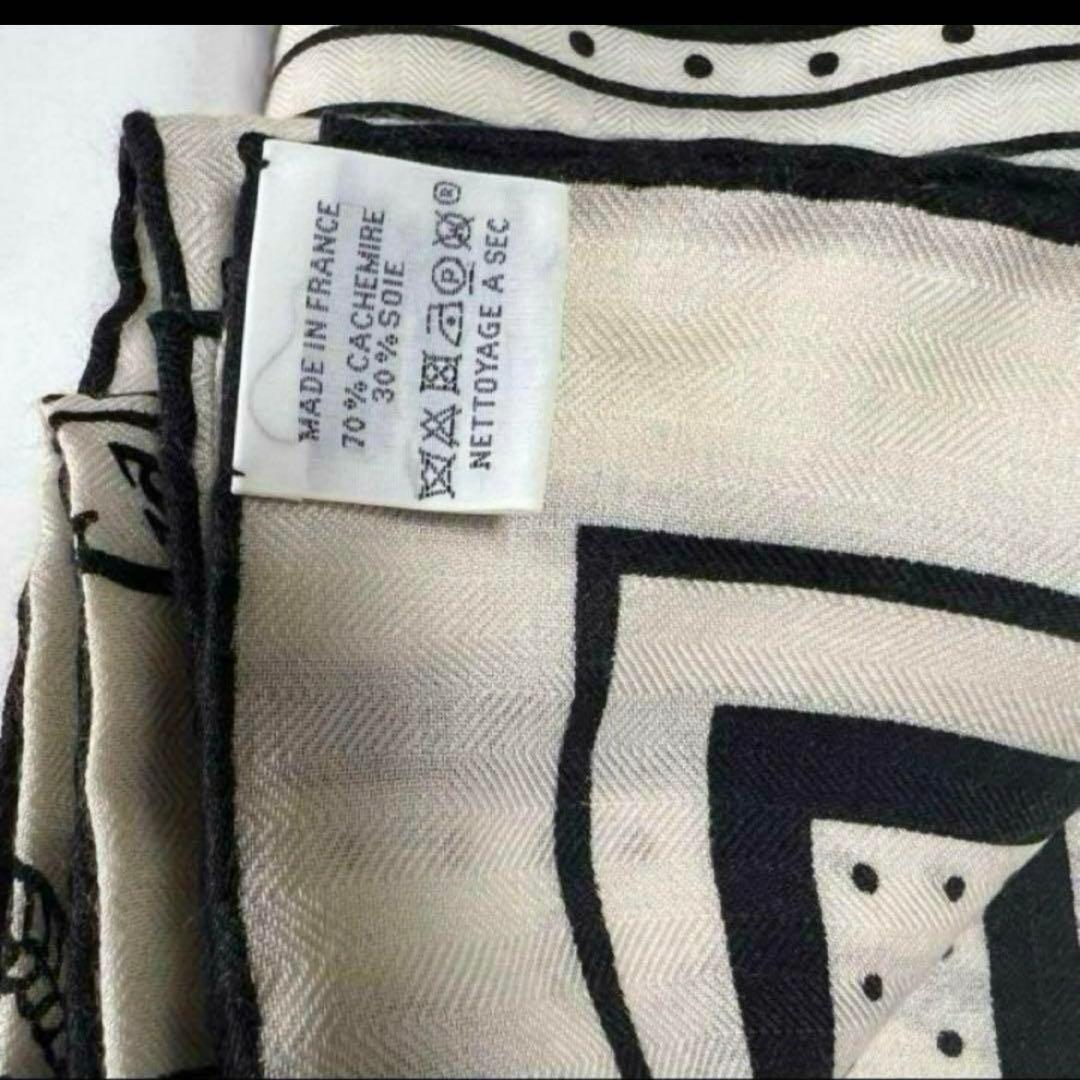 MADE IN FRANCE
70% CACHEMIRE
30% SOIE
P ®
NETTOYAGE A SEC